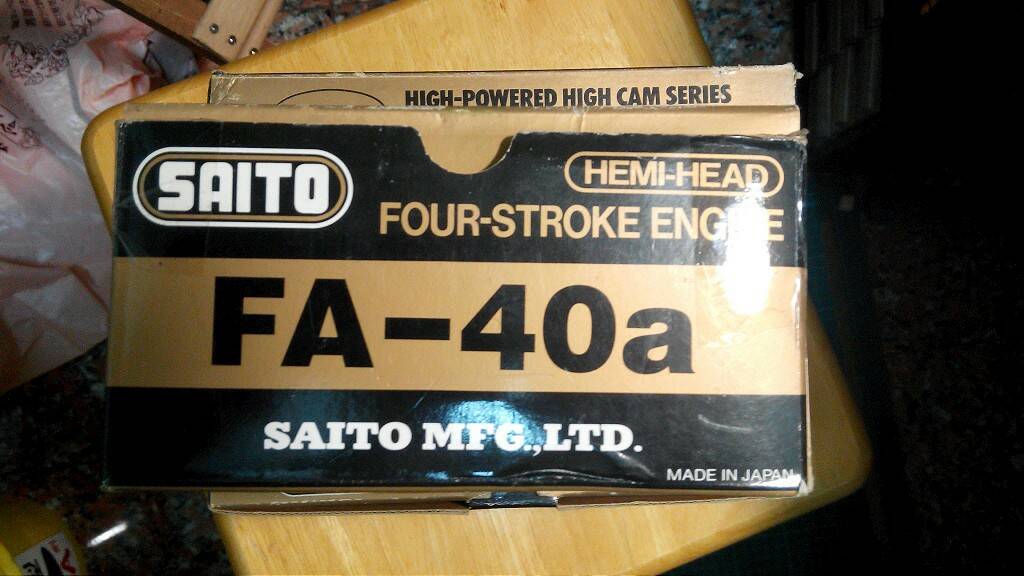 HIGH-POWERED HIGH CAM SERIES
SAITO
HEMI-HEAD
FOUR-STROKE ENGINE
FA-40a
SAITO MFG.,LTD.
MADE IN JAPAN